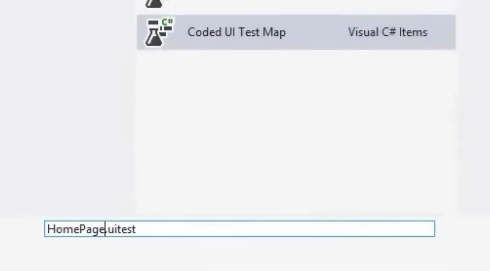 C#
Coded UI Test Map Visual C# Items
HomePage.uitest